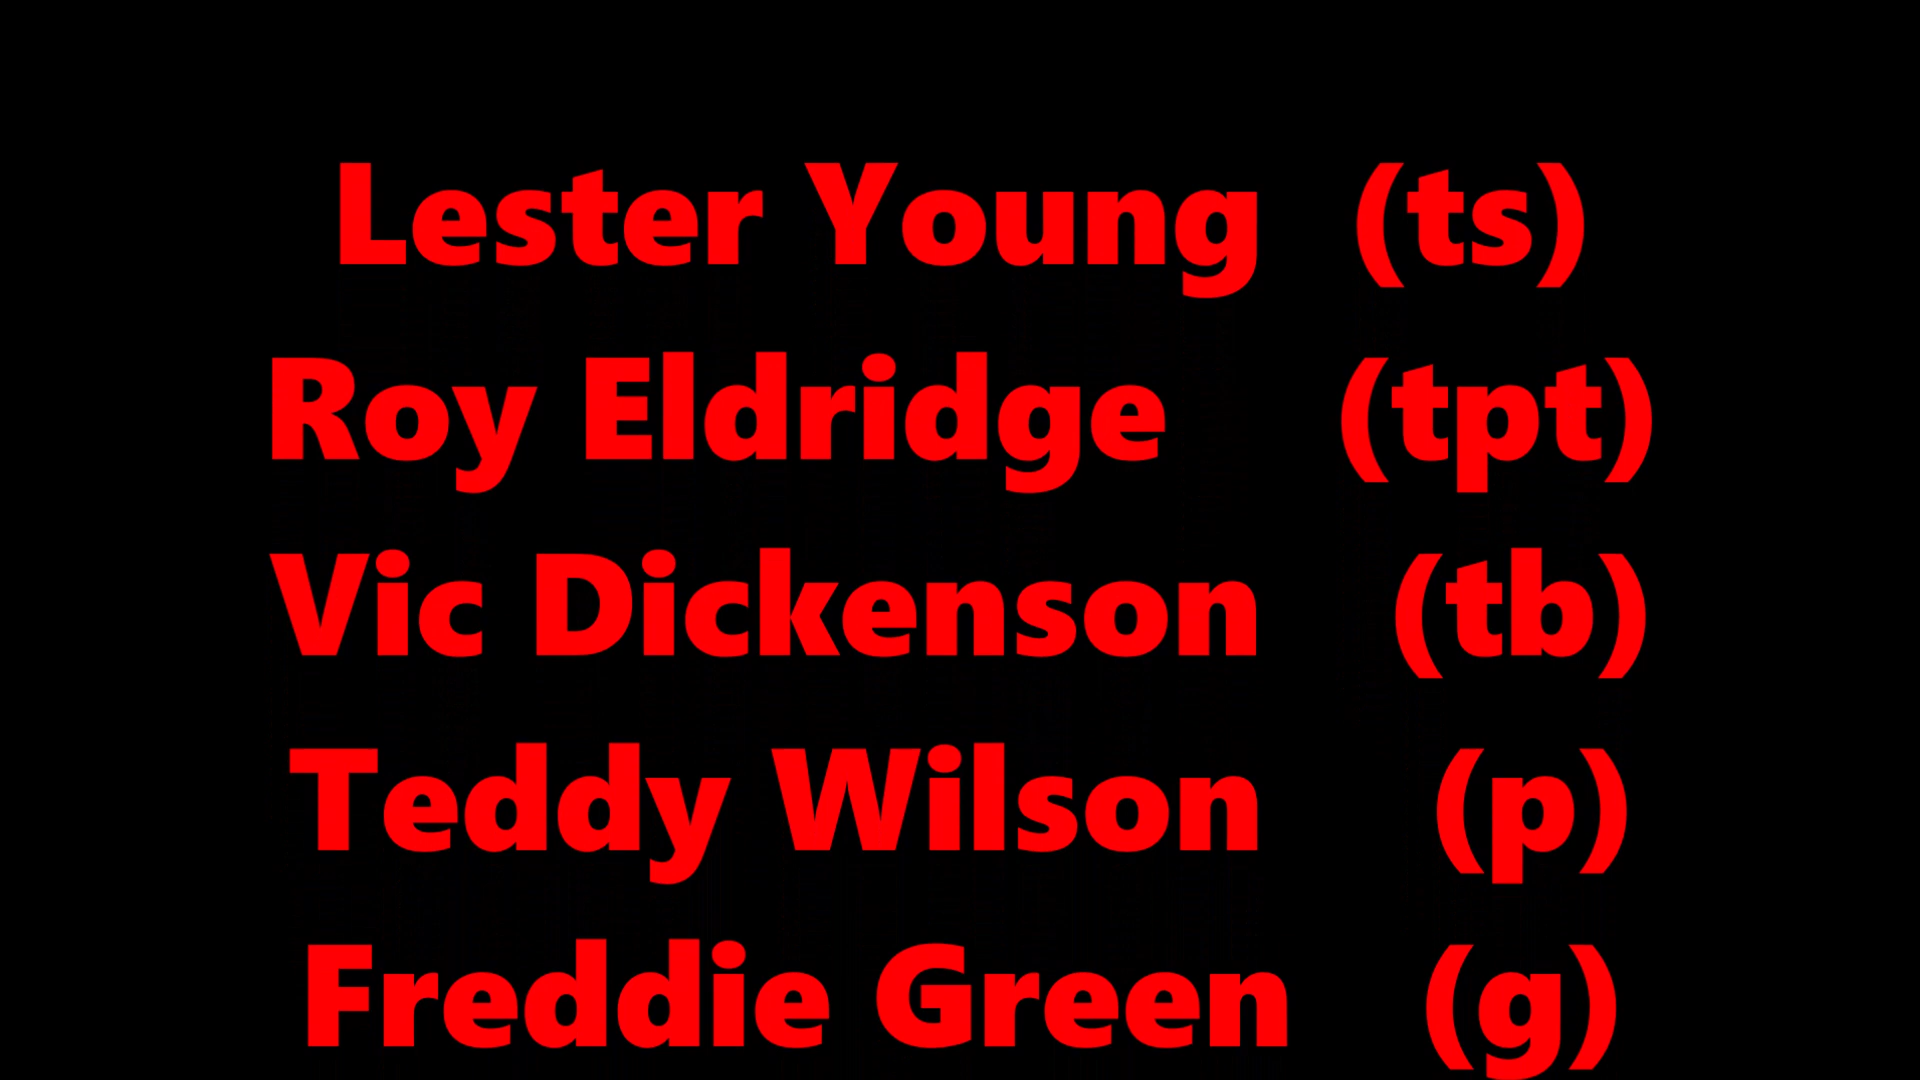 Lester Young (ts)
Roy Eldridge (tpt)
Vic Dickenson (tb)
Teddy Wilson (p)
Freddie Green (g)